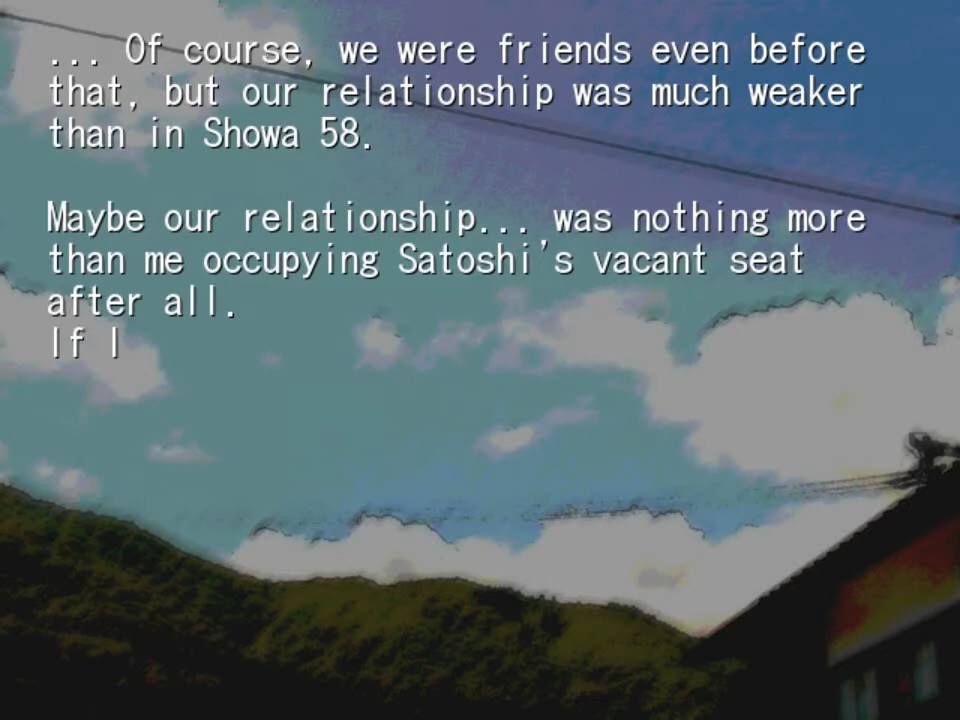 ... Of course, we were friends even before
that, but our relationship was much weaker
than in Showa 58.
Maybe our relationship... was nothing more
than me occupying Satoshi's vacant seat
after all.
If I